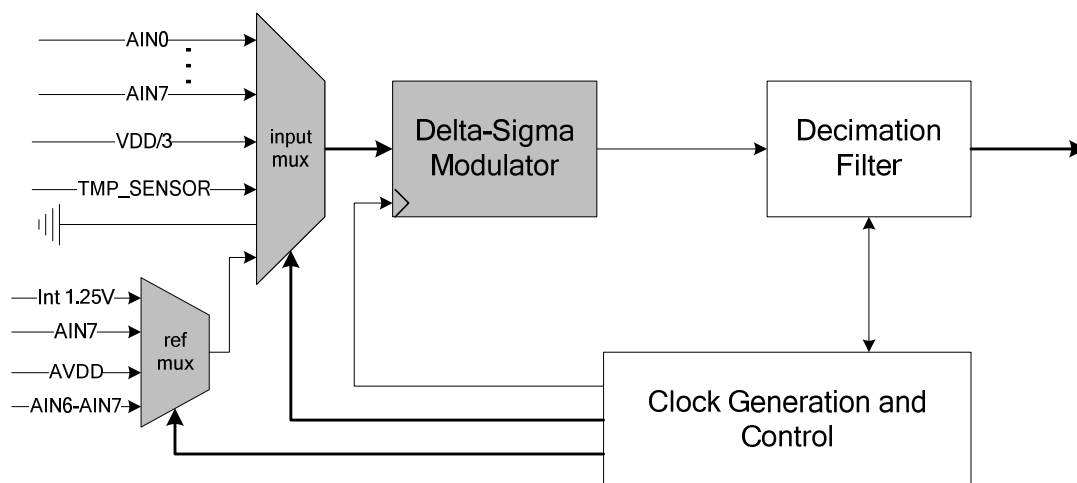 AIN0
AIN7
VDD/3
TMP_SENSOR
input
mux
Delta-Sigma
Modulator
Decimation
Filter
Int 1.25V
AIN7
AVDD
AIN6-AIN7
ref
mux
Clock Generation and
Control